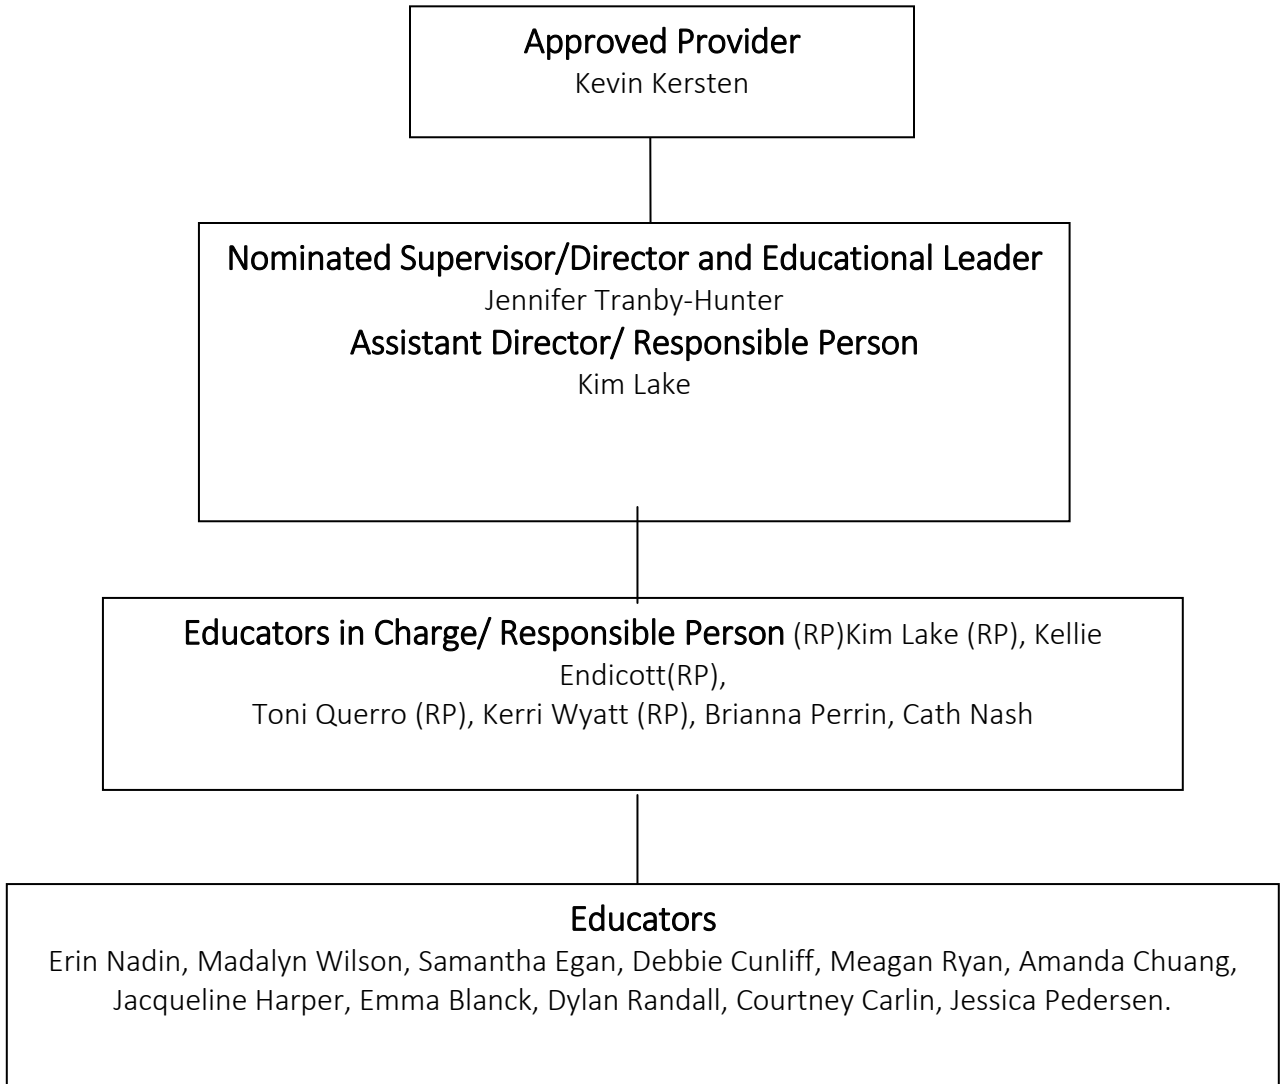 Approved Provider
Kevin Kersten
Nominated Supervisor/Director and Educational Leader
Jennifer Tranby-Hunter
Assistant Director/ Responsible Person
Kim Lake
Educators in Charge/ Responsible Person (RP)Kim Lake (RP), Kellie
Endicott(RP),
Toni Querro (RP), Kerri Wyatt (RP), Brianna Perrin, Cath Nash
Educators
Erin Nadin, Madalyn Wilson, Samantha Egan, Debbie Cunliff, Meagan Ryan, Amanda Chuang,
Jacqueline Harper, Emma Blanck, Dylan Randall, Courtney Carlin, Jessica Pedersen.